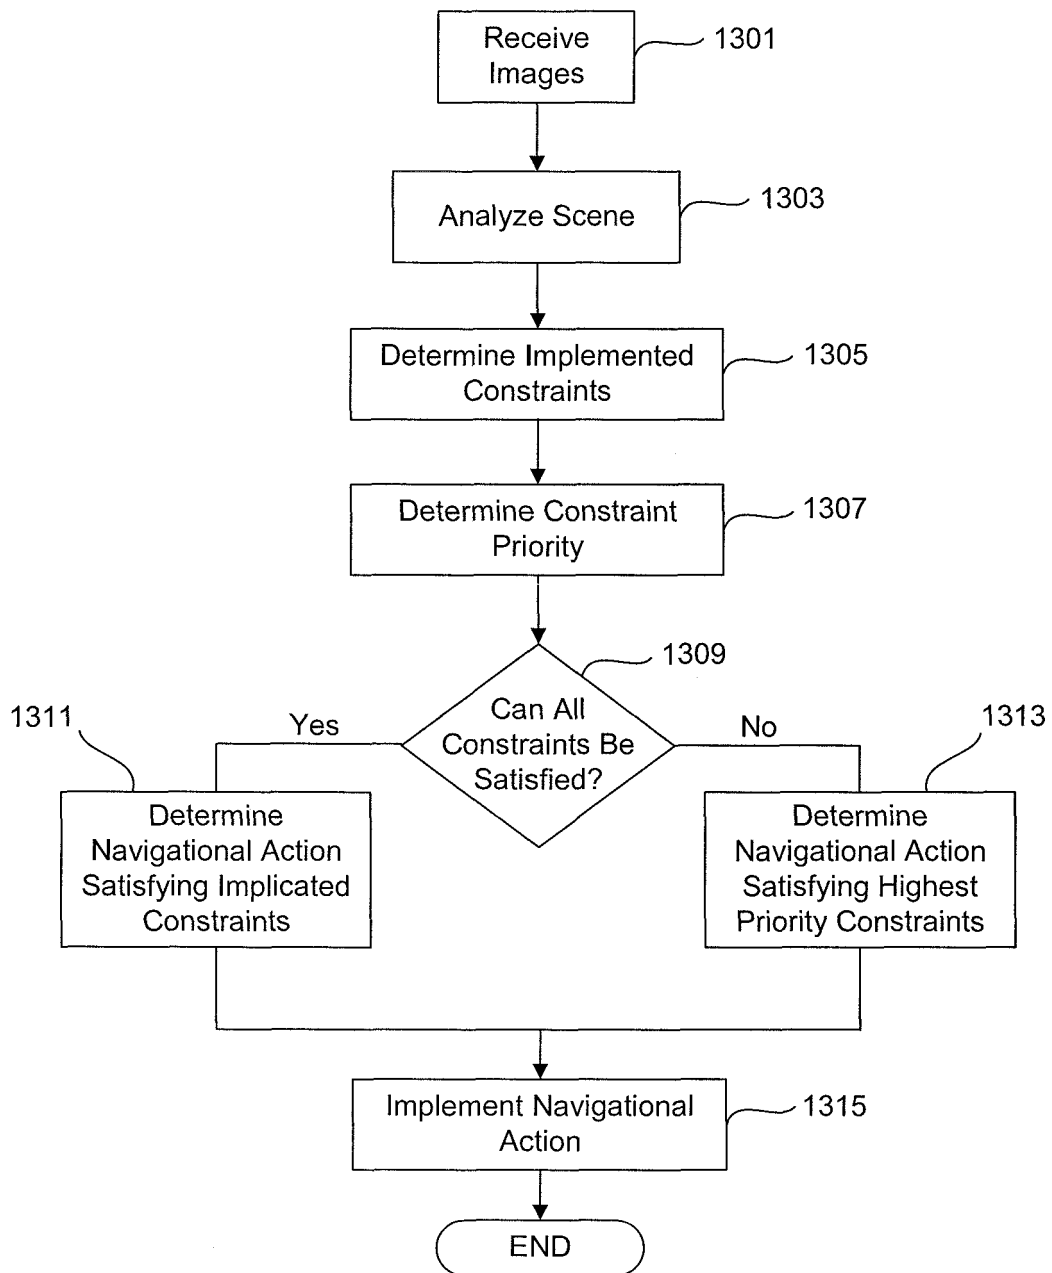 Receive
Images
1301
Analyze Scene
1303
Determine Implemented
Constraints
1305
Determine Constraint
Priority
1307
1309
Can All
Constraints Be
Satisfied?
Yes
No
1311
Determine
Navigational Action
Satisfying Implicated
Constraints
1313
Determine
Navigational Action
Satisfying Highest
Priority Constraints
Implement Navigational
Action
1315
END